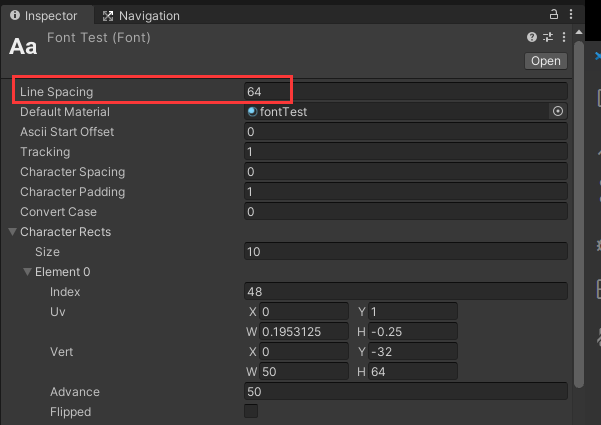 Inspector Navigation
Aa Font Test (Font)
Open
Line Spacing 64
Default Material fontTest
Ascii Start Offset 0
Tracking 1
Character Spacing 0
Character Padding 1
Convert Case 0
Character Rects
Size 10
Element 0
Index 48
Uv X 0 Y 1
W 0.1953125 H -0.25
Vert X 0 Y -32
W 50 H 64
Advance 50
Flipped